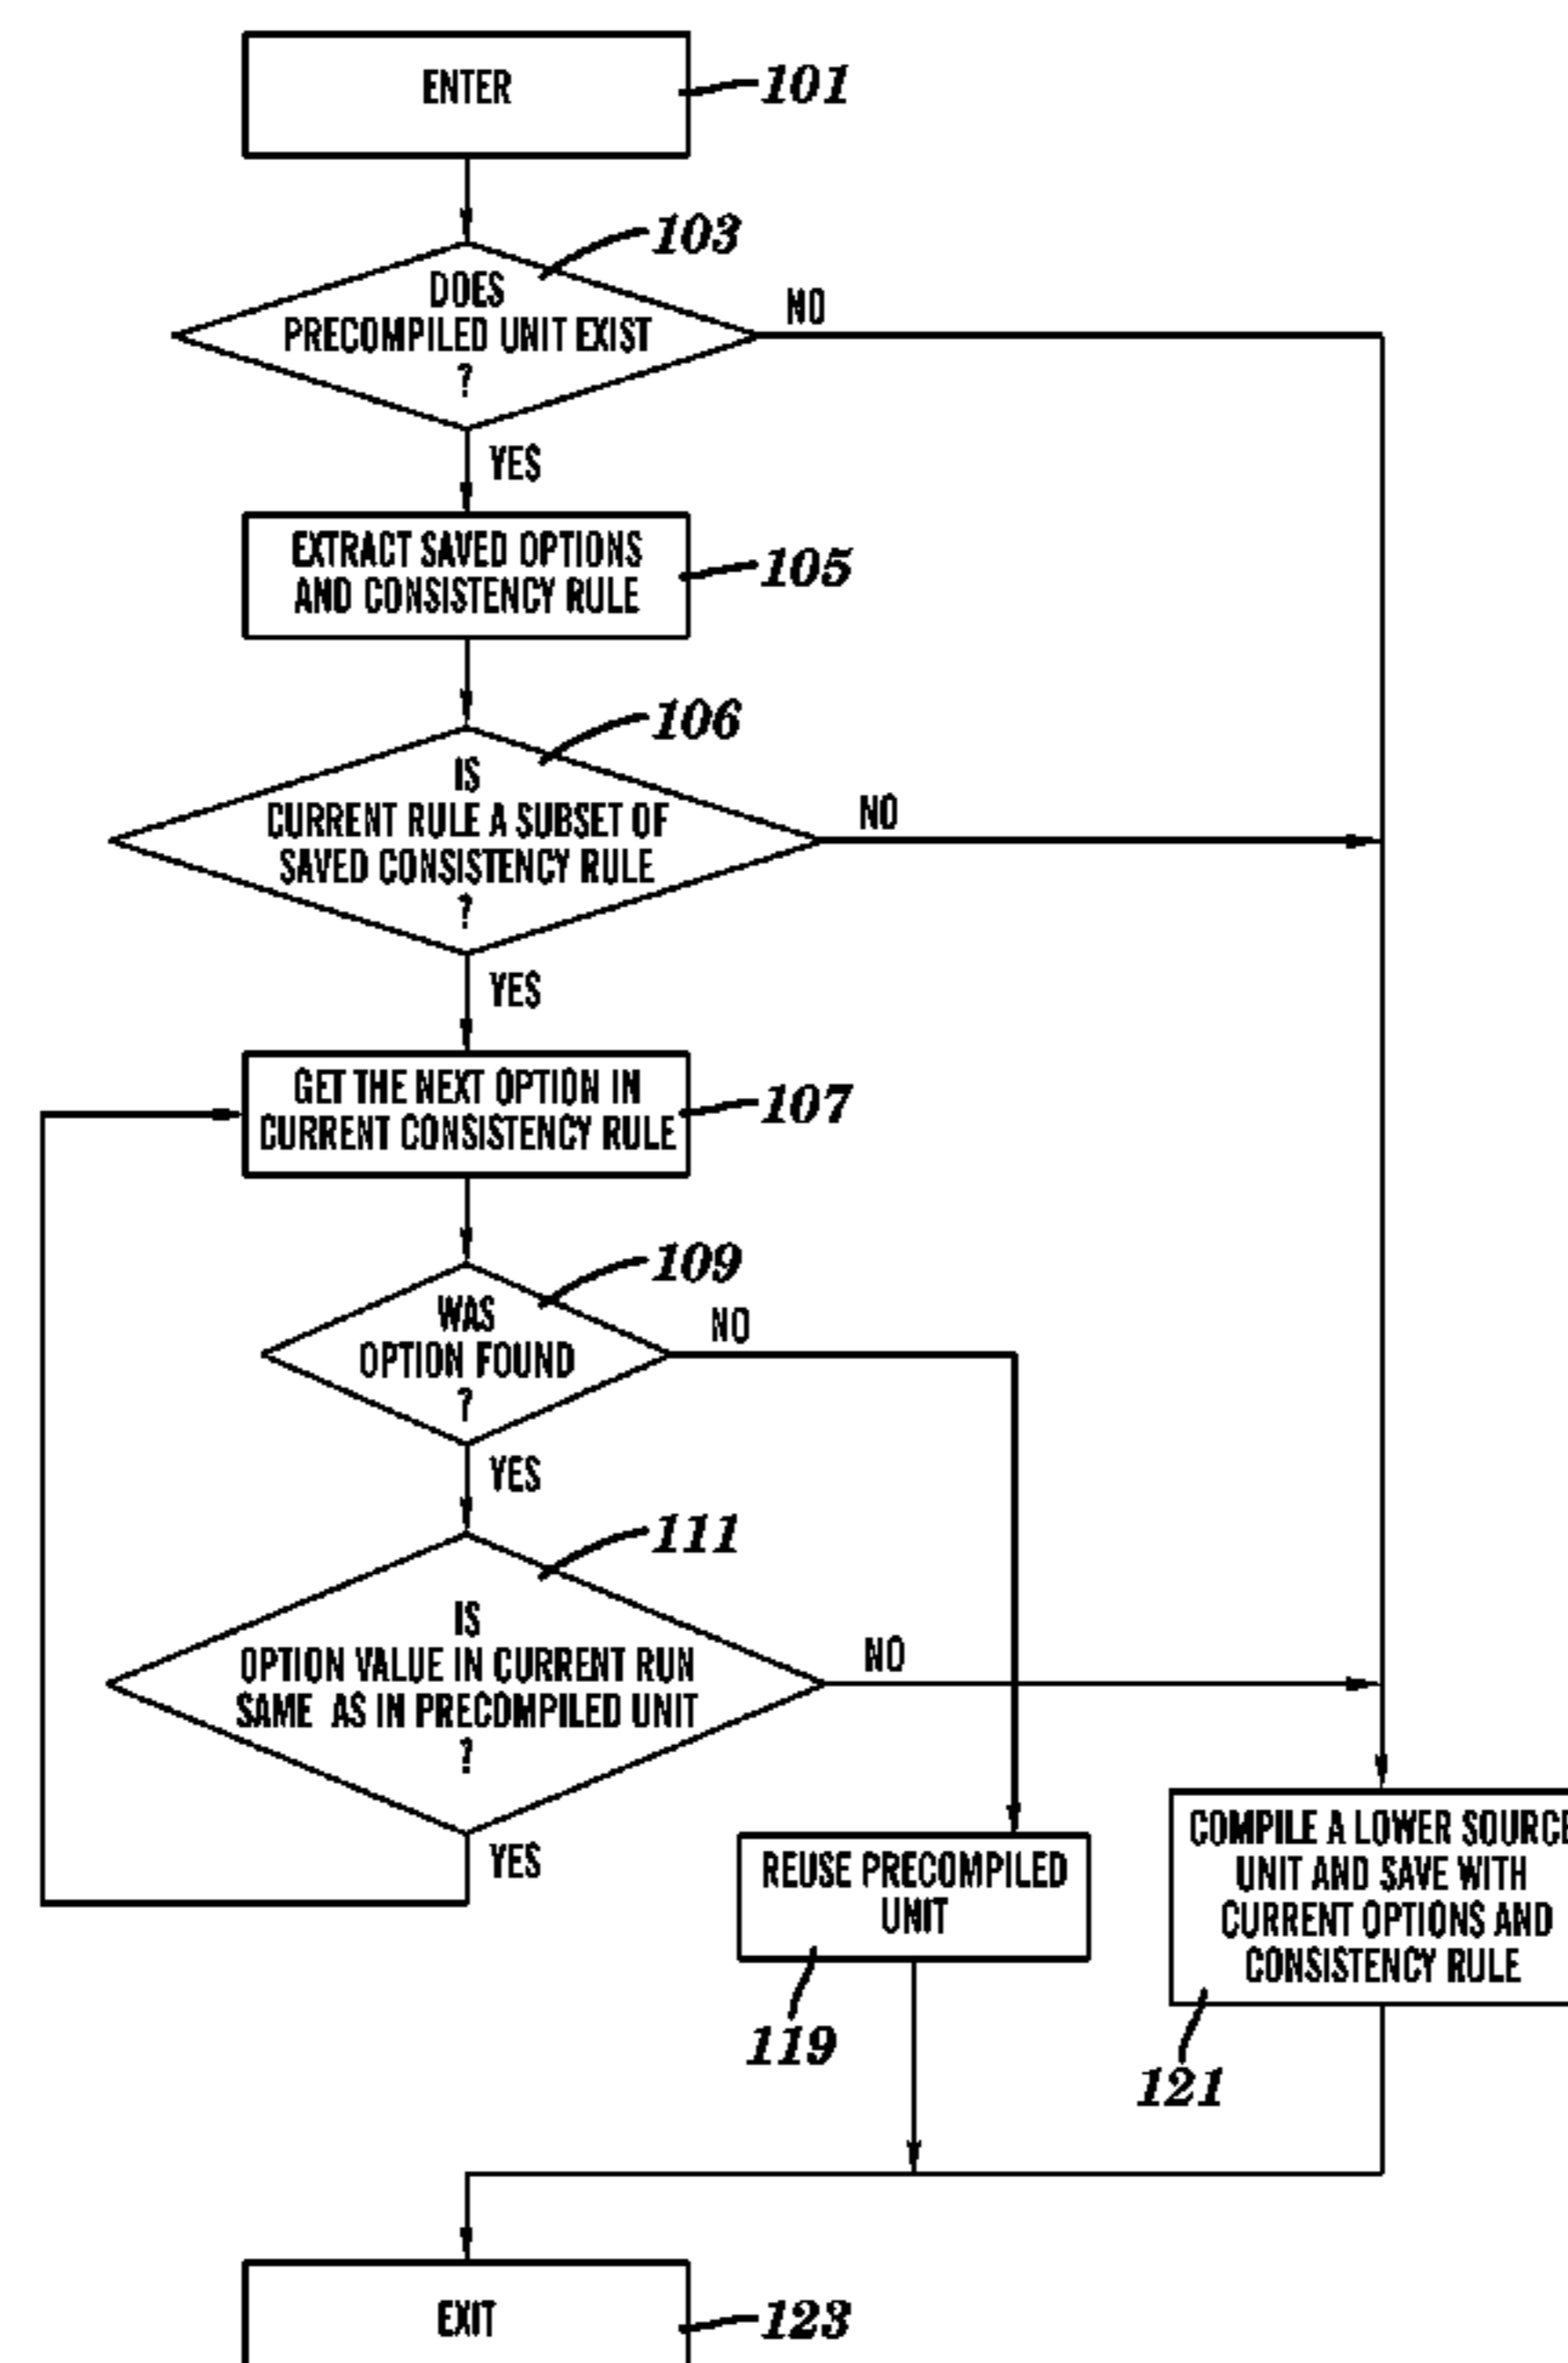 ENTER
101
103
DOES
PRECOMPILED UNIT EXIST
?
NO
YES
EXTRACT SAVED OPTIONS
AND CONSISTENCY RULE
105
106
IS
CURRENT RULE A SUBSET OF
SAVED CONSISTENCY RULE
?
NO
YES
GET THE NEXT OPTION IN
CURRENT CONSISTENCY RULE
107
109
WAS
OPTION FOUND
?
NO
YES
111
IS
OPTION VALUE IN CURRENT RUN
SAME AS IN PRECOMPILED UNIT
?
NO
YES
REUSE PRECOMPILED
UNIT
119
COMPILE A LOWER SOURCE
UNIT AND SAVE WITH
CURRENT OPTIONS AND
CONSISTENCY RULE
121
EXIT
123